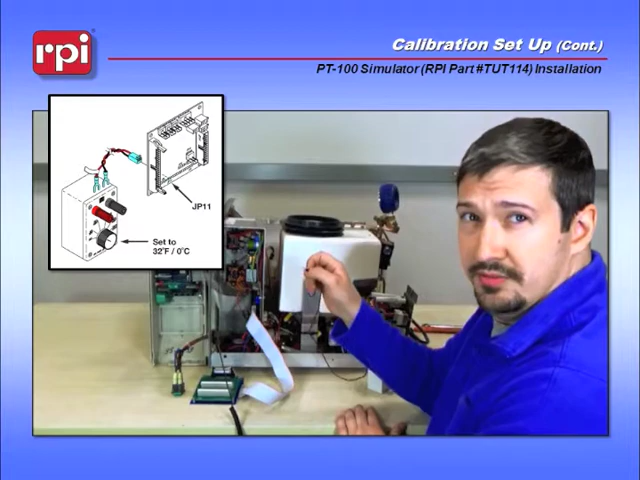 rpi
Calibration Set Up (Cont.)
PT-100 Simulator (RPI Part #TUT114) Installation
JP11
Set to
32°F / 0°C